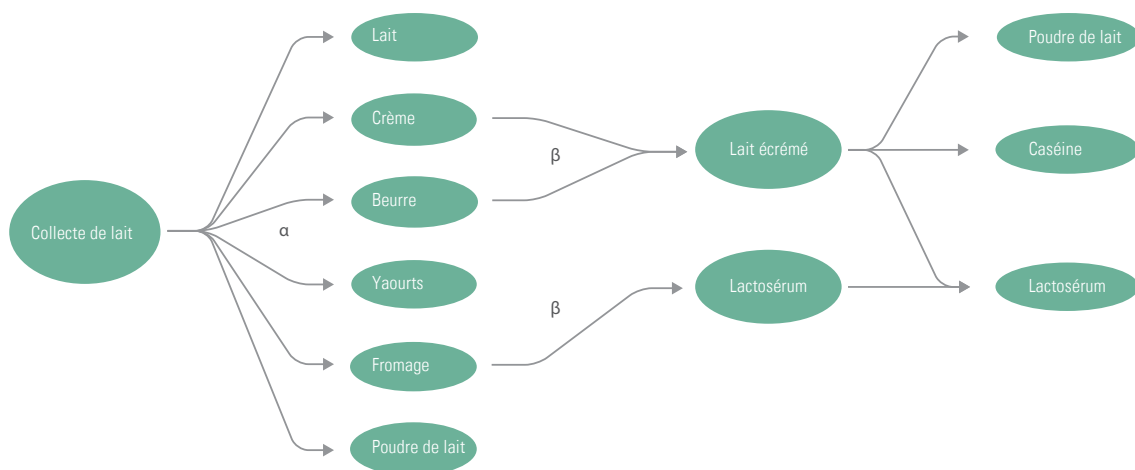 Lait
Crème
Beurre
Yaourts
Fromage
Poudre de lait
Collecte de lait
α
β
β
Lait écrémé
Lactosérum
Poudre de lait
Caséine
Lactosérum